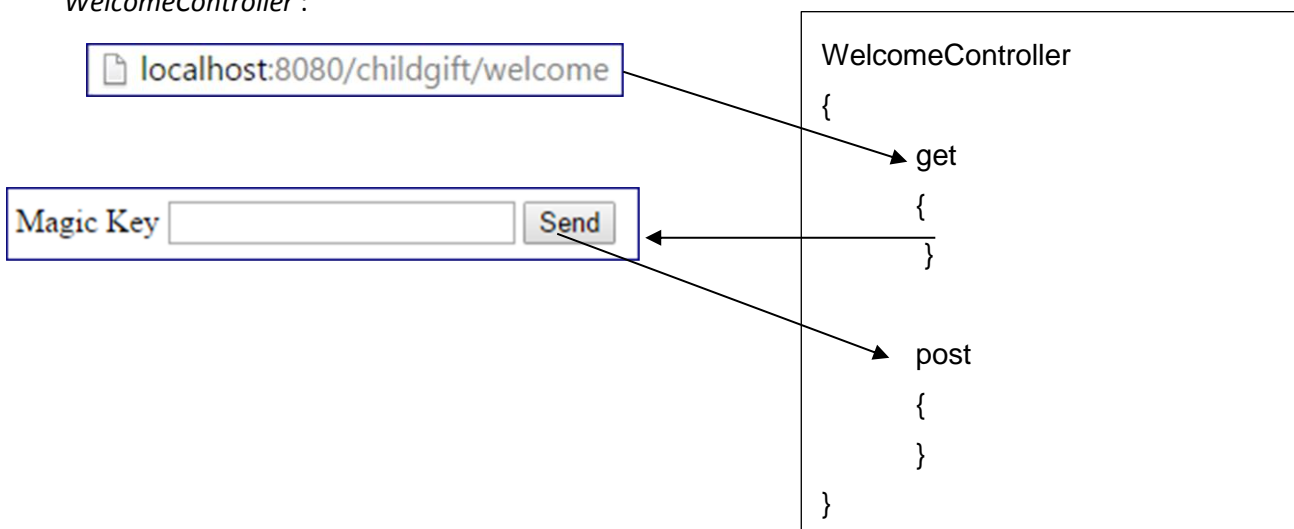 WelcomeController :
localhost:8080/childgift/welcome
Magic Key
Send
WelcomeController
{
get
{
}
post
{
}
}